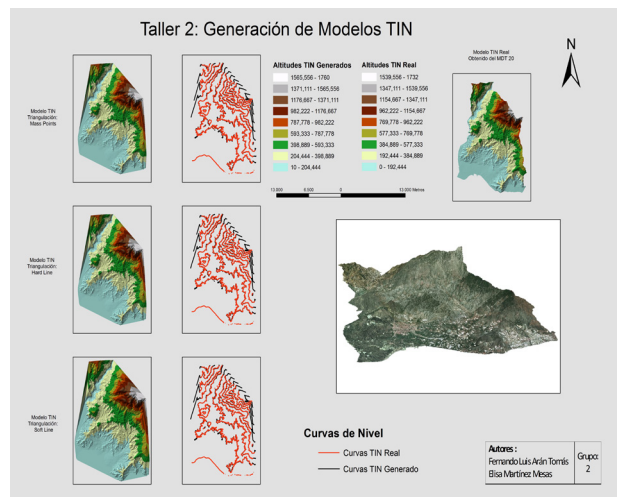 Taller 2: Generación de Modelos TIN
Modelo TIN
Triangulación:
Mass Points
Altitudes TIN Generados
1565,556 - 1760
1371,111 - 1565,556
1176,667 - 1371,111
982,222 - 1176,667
787,778 - 982,222
593,333 - 787,778
398,889 - 593,333
204,444 - 398,889
10 - 204,444
Altitudes TIN Real
1539,556 - 1732
1347,111 - 1539,556
1154,667 - 1347,111
962,222 - 1154,667
769,778 - 962,222
577,333 - 769,778
384,889 - 577,333
192,444 - 384,889
0 - 192,444
Modelo TIN Real
Obtenido del MDT 20
N
12.000 6.000 0 12.000 Metros
Modelo TIN
Triangulación:
Hard Line
Modelo TIN
Triangulación:
Soft Line
Curvas de Nivel
Curvas TIN Real
Curvas TIN Generado
Autores :
Fernando Luis Arán Tomás
Elisa Martínez Mesas
Grupo:
2